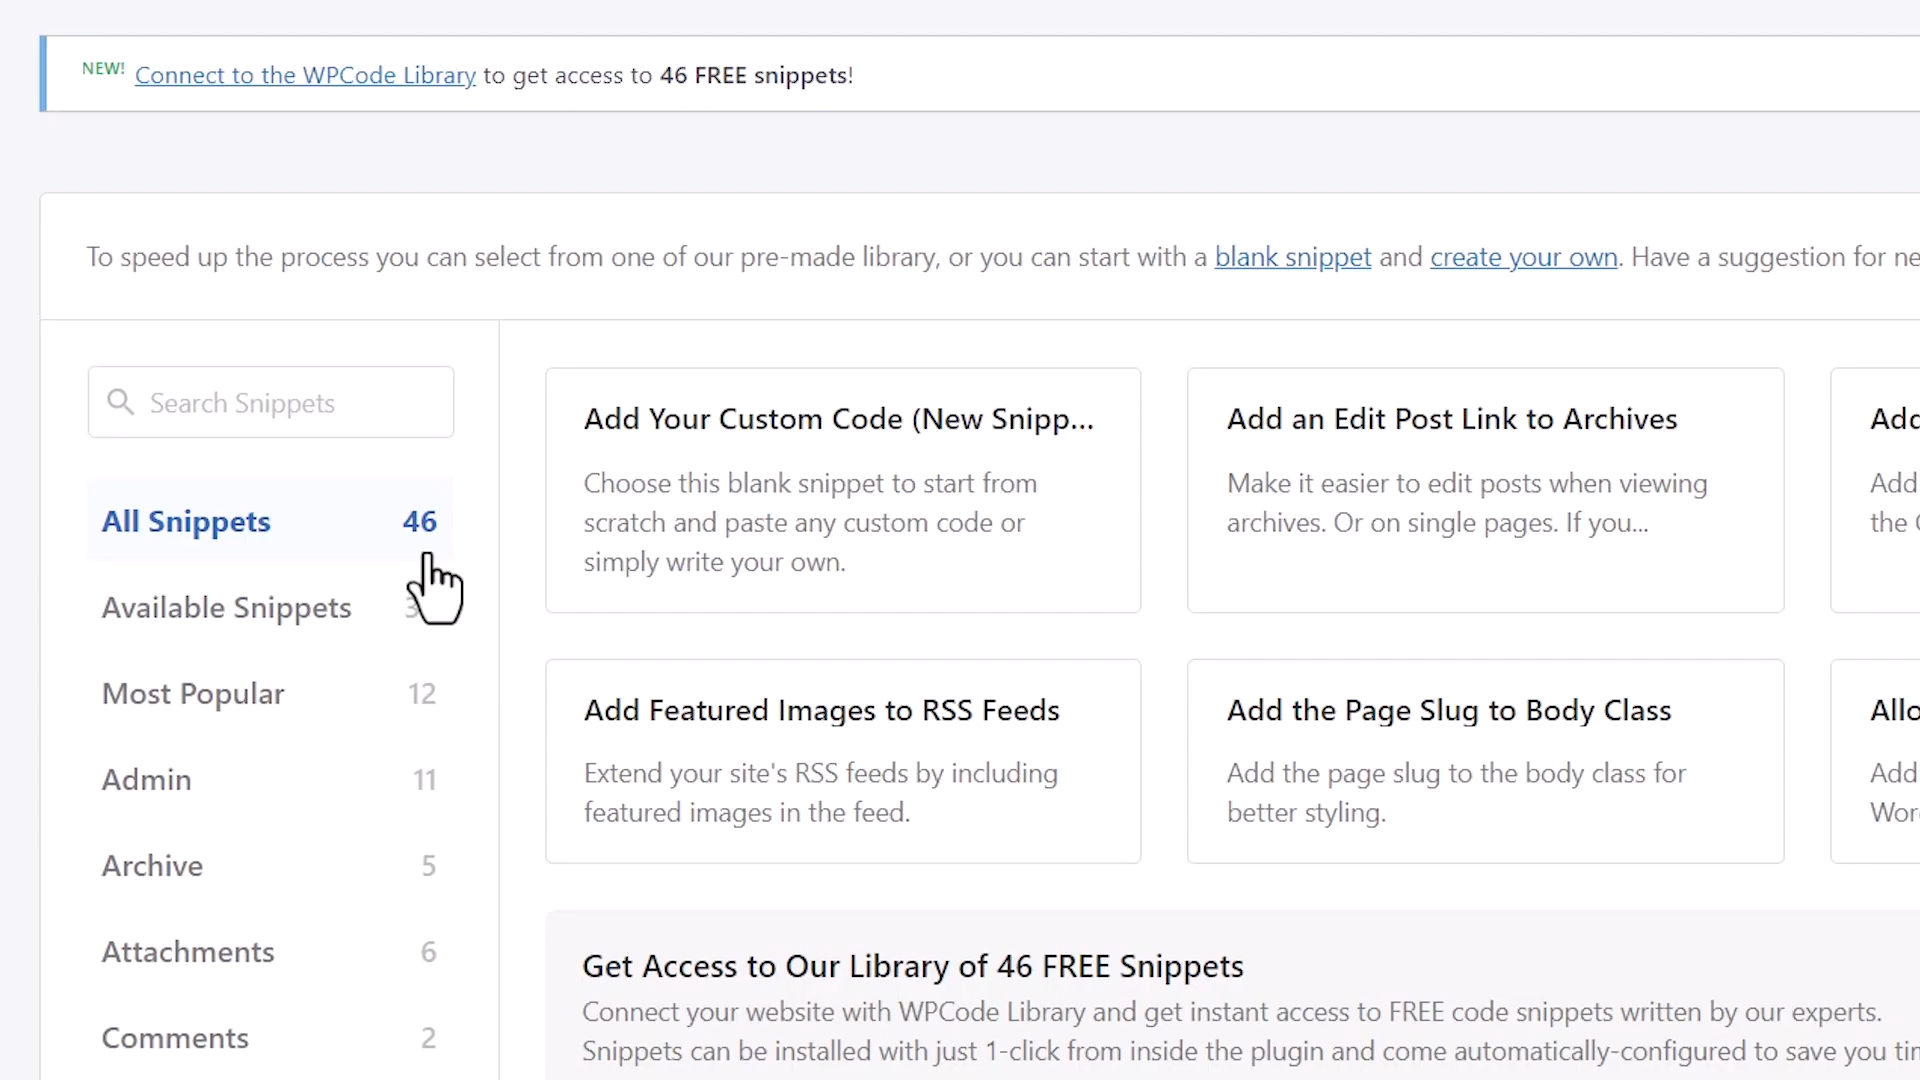 NEW! Connect to the WPCode Library to get access to 46 FREE snippets!
To speed up the process you can select from one of our pre-made library, or you can start with a blank snippet and create your own. Have a suggestion for
Search Snippets
All Snippets 46
Available Snippets
Most Popular 12
Admin 11
Archive 5
Attachments 6
Comments 2
Add Your Custom Code (New Snipp...
Choose this blank snippet to start from
scratch and paste any custom code or
simply write your own.
Add an Edit Post Link to Archives
Make it easier to edit posts when viewing
archives. Or on single pages. If you...
Add
the
Add Featured Images to RSS Feeds
Extend your site's RSS feeds by including
featured images in the feed.
Add the Page Slug to Body Class
Add the page slug to the body class for
better styling.
Add
Get Access to Our Library of 46 FREE Snippets
Connect your website with WPCode Library and get instant access to FREE code snippets written by our experts.
Snippets can be installed with just 1-click from inside the plugin and come automatically-configured to save you